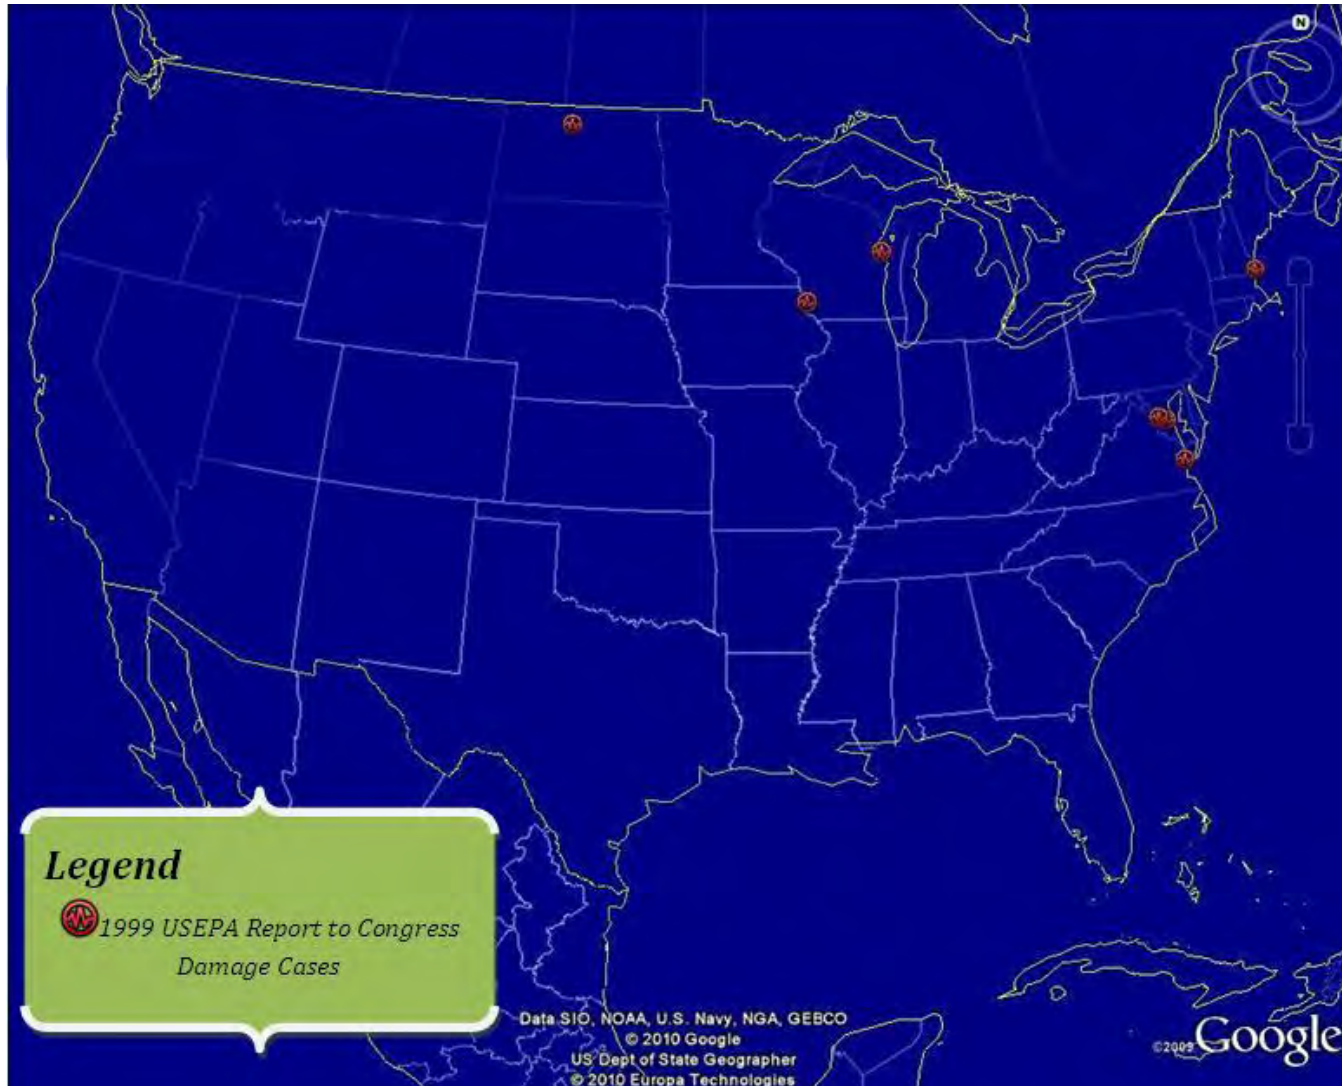 N
Legend
1999 USEPA Report to Congress
Damage Cases
Data SIO, NOAA, U.S. Navy, NGA, GEBCO
© 2010 Google
US Dept of State Geographer
© 2010 Europa Technologies
©2009 Google